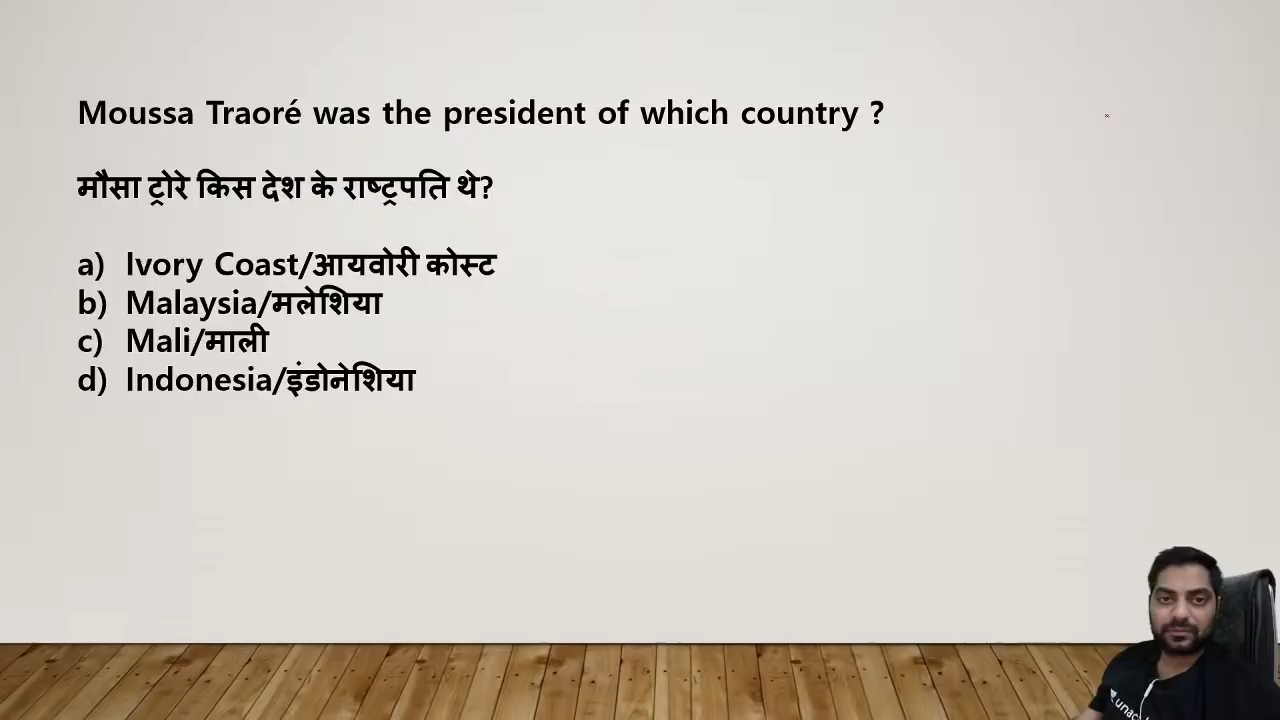 Moussa Traoré was the president of which country ?
मौसा ट्रोरे किस देश के राष्ट्रपति थे?
a) Ivory Coast/आयवोरी कोस्ट
b) Malaysia/मलेशिया
c) Mali/माली
d) Indonesia/इंडोनेशिया